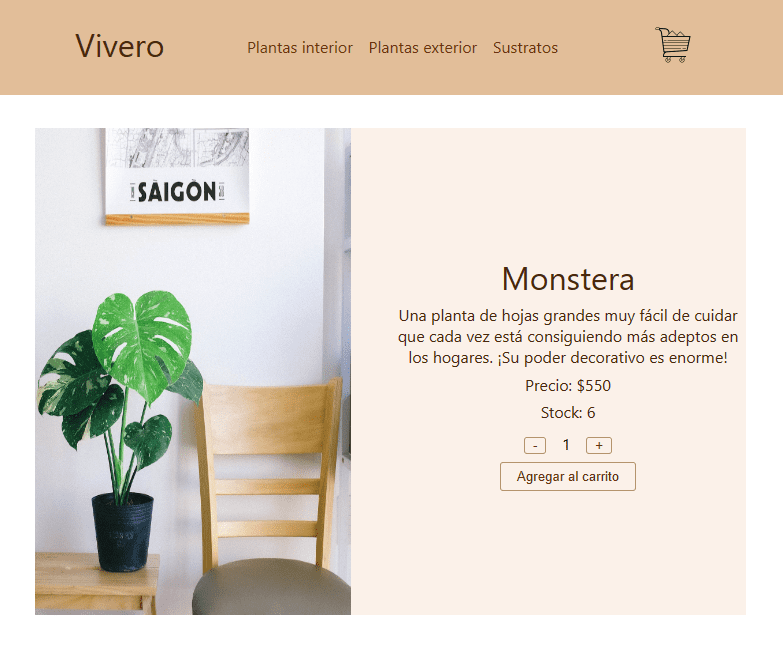 Vivero
Plantas interior Plantas exterior Sustratos
SÀIGÒN
Monstera
Una planta de hojas grandes muy fácil de cuidar
que cada vez está consiguiendo más adeptos en
los hogares. ¡Su poder decorativo es enorme!
Precio: $550
Stock: 6
- 1 +
Agregar al carrito